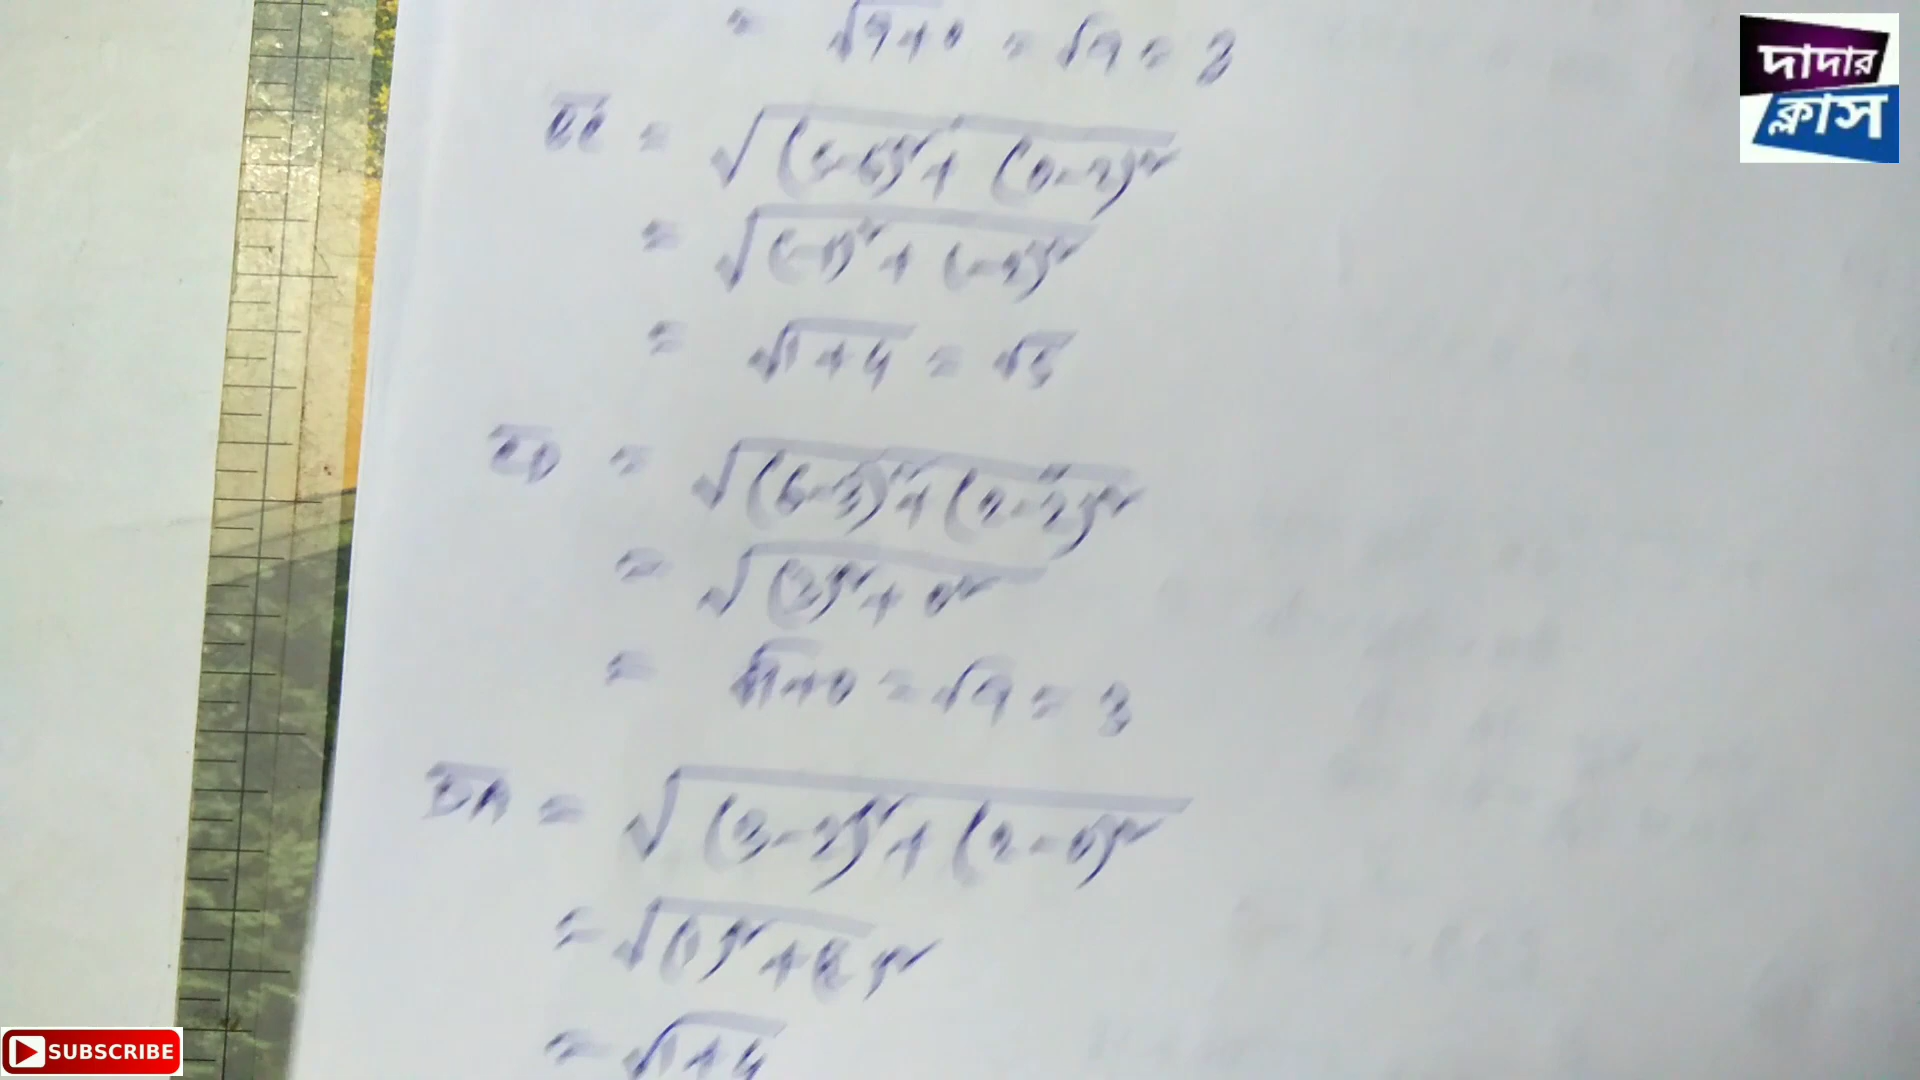 = √9+0 = √9 = 3
BC = √(5-6)² + (0-2)²
= √(-1)² + (-2)²
= √1+4 = √5
CD = √(6-3)² + (2-2)²
= √(3)² + 0²
= √9+0 = √9 = 3
DA = √(3-2)² + (2-0)²
= √(1)² + (2)²
= √1+4
দাদার
ক্লাস
SUBSCRIBE